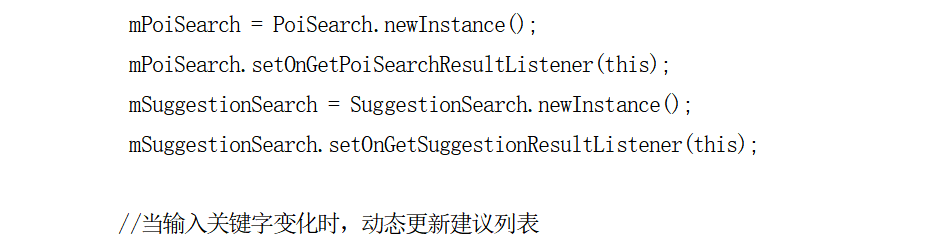 mPoiSearch = PoiSearch.newInstance();
mPoiSearch.setOnGetPoiSearchResultListener(this);
mSuggestionSearch = SuggestionSearch.newInstance();
mSuggestionSearch.setOnGetSuggestionResultListener(this);
//当输入关键字变化时，动态更新建议列表